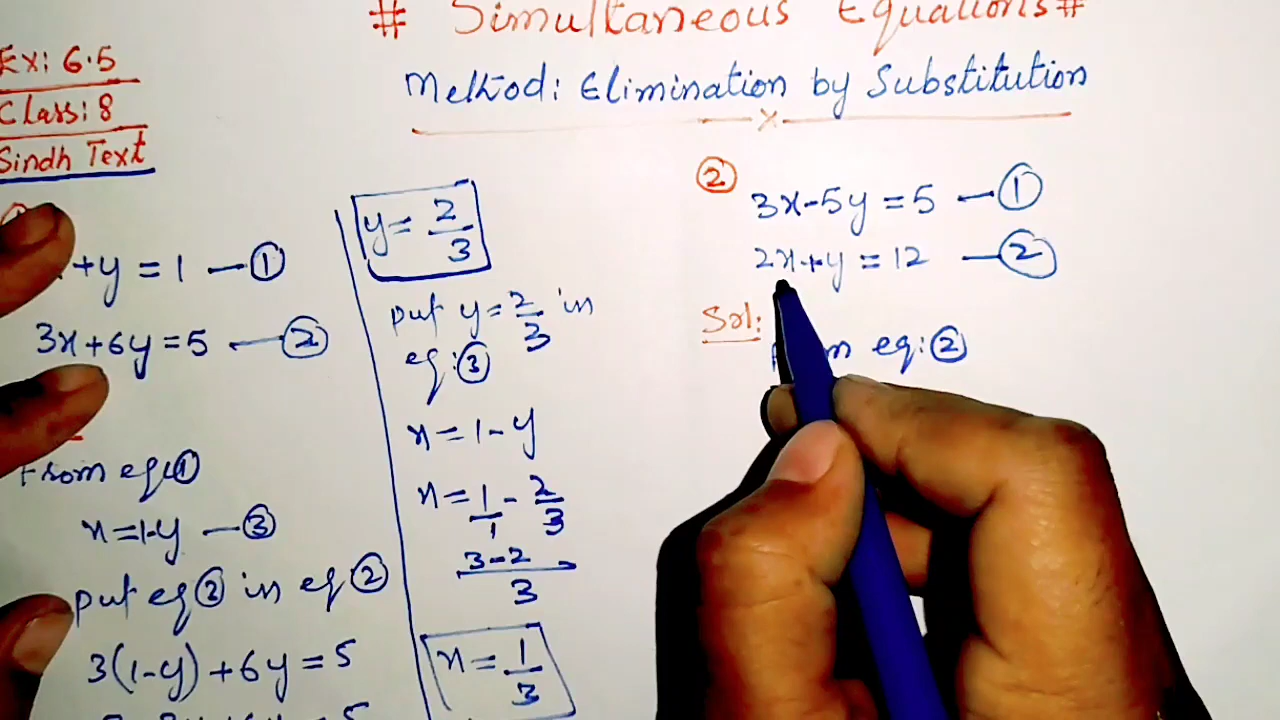 # Simultaneous Equations #
Method: Elimination by Substitution
Ex: 6.5
Class: 8
Sindh Text
+y = 1 — ①
3x+6y = 5 — ②
From eq ①
x = 1-y — ③
put eq ③ in eq ②
3(1-y) + 6y = 5
y = 2/3
put y = 2/3 in
eq: ③
x = 1 - y
x = 1/1 - 2/3
3-2/3
x = 1/3
②
3x - 5y = 5 — ①
2x + y = 12 — ②
Sol:
eq: ②